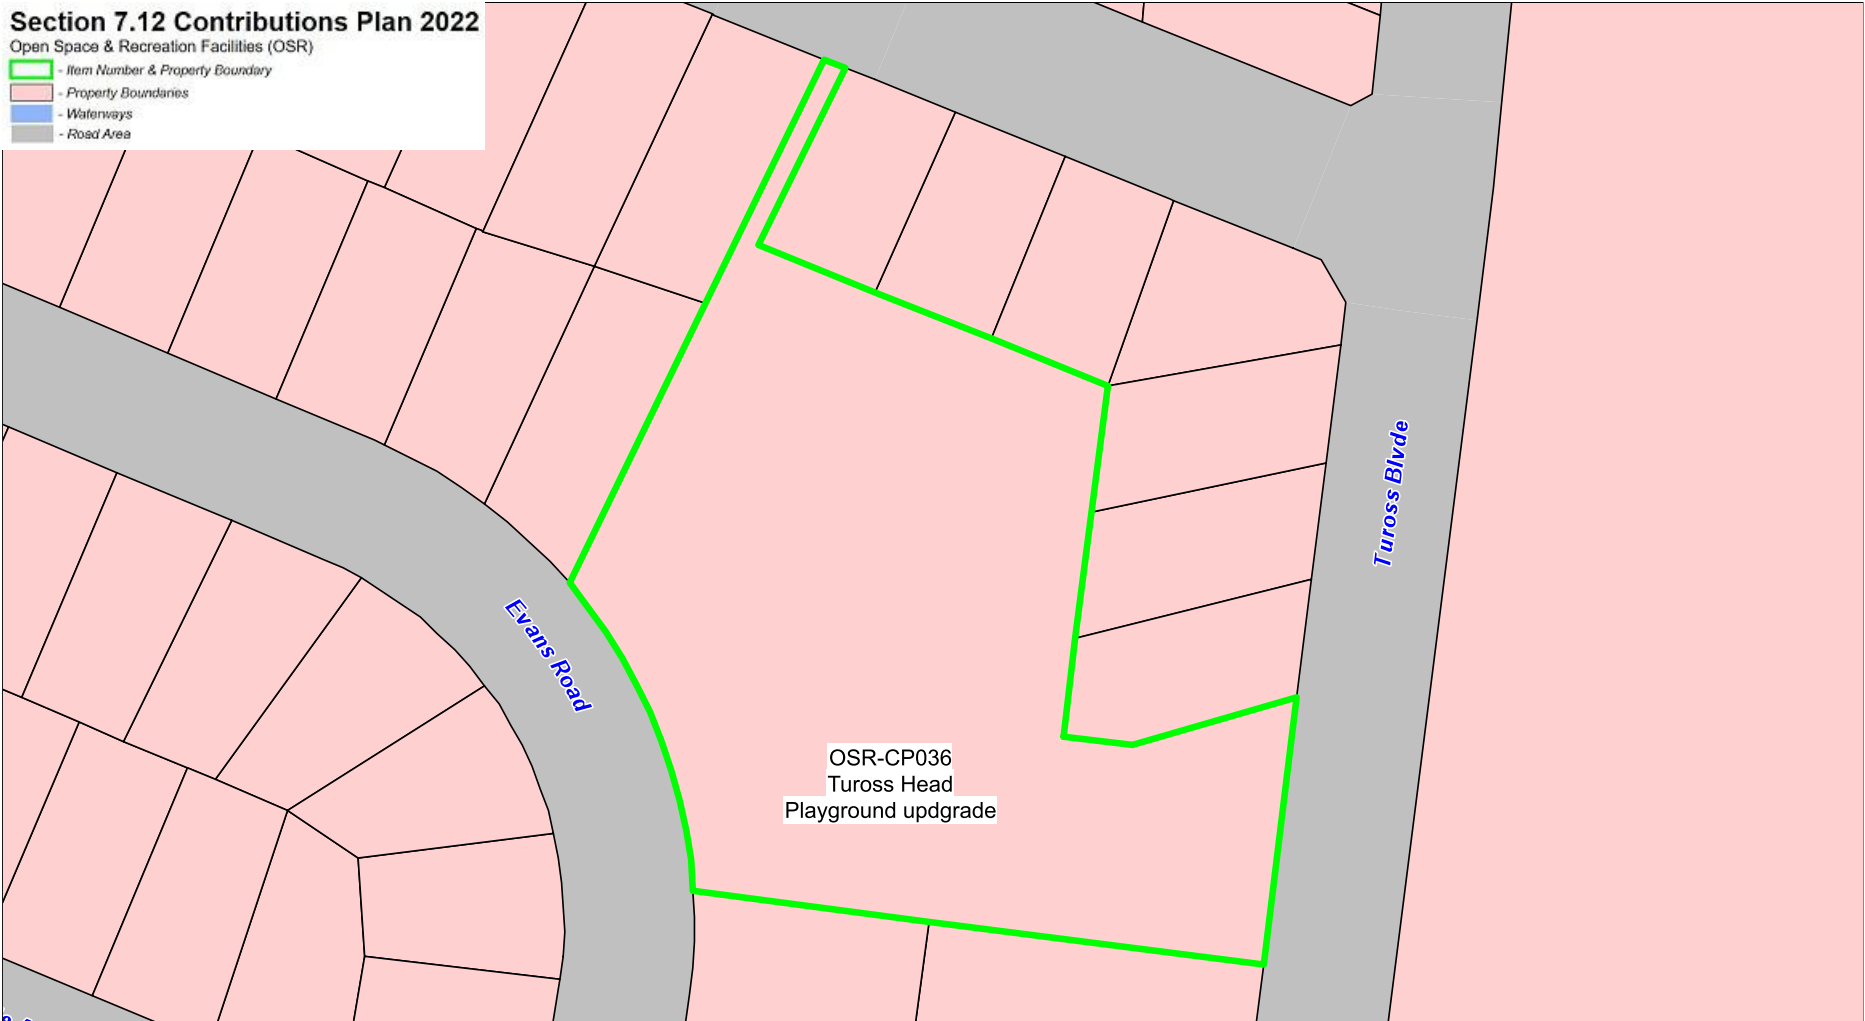 Section 7.12 Contributions Plan 2022
Open Space & Recreation Facilities (OSR)
- Item Number & Property Boundary
- Property Boundaries
- Waterways
- Road Area
Tuross Blvde
Evans Road
OSR-CP036
Tuross Head
Playground updgrade